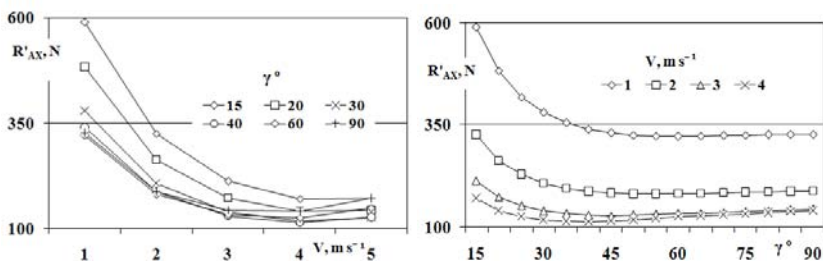 600
R'AX, N
γ°
15 20 30
40 60 90
350
100
1 2 3 4 V, m s⁻¹ 5
600
R'AX, N
V, m s⁻¹
1 2 3 4
350
100
15 30 45 60 75 γ° 90